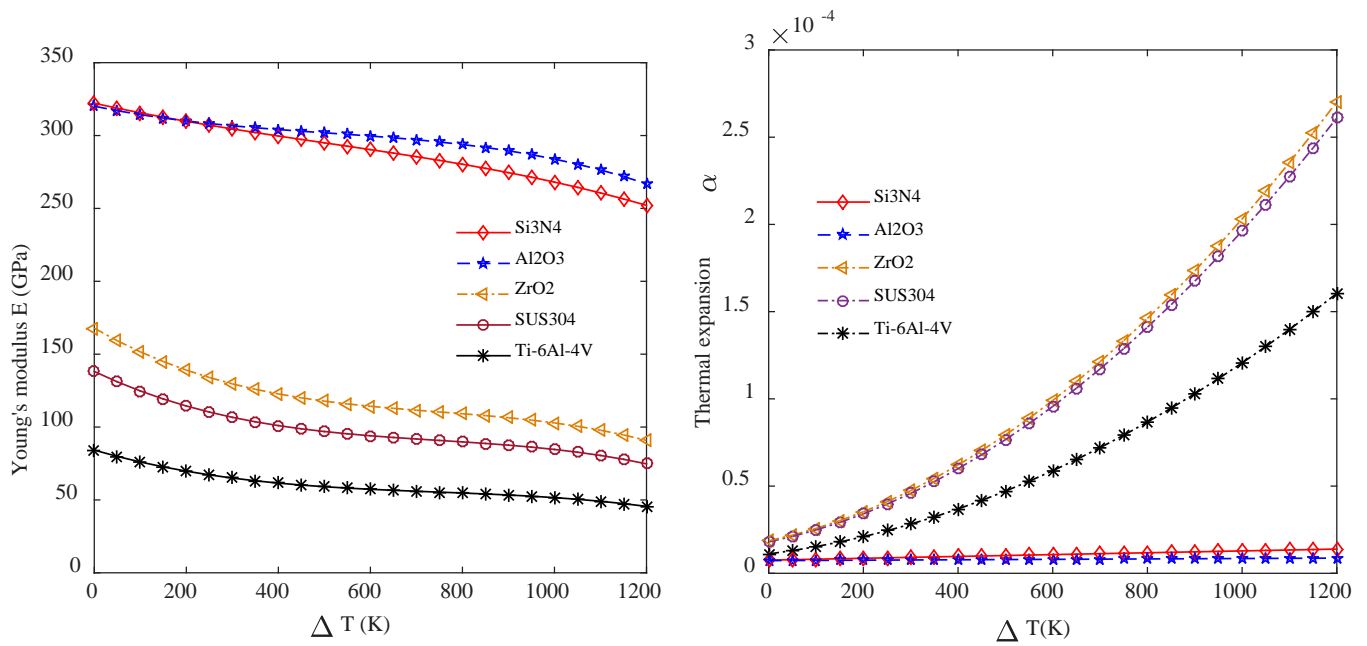 350
300
250
200
150
100
50
0
Young's modulus E (GPa)
Si3N4
Al2O3
ZrO2
SUS304
Ti-6Al-4V
0 200 400 600 800 1000 1200
Δ T (K)
×10⁻⁴
3
2.5
2
1.5
1
0.5
0
Thermal expansion α
Si3N4
Al2O3
ZrO2
SUS304
Ti-6Al-4V
0 200 400 600 800 1000 1200
Δ T(K)